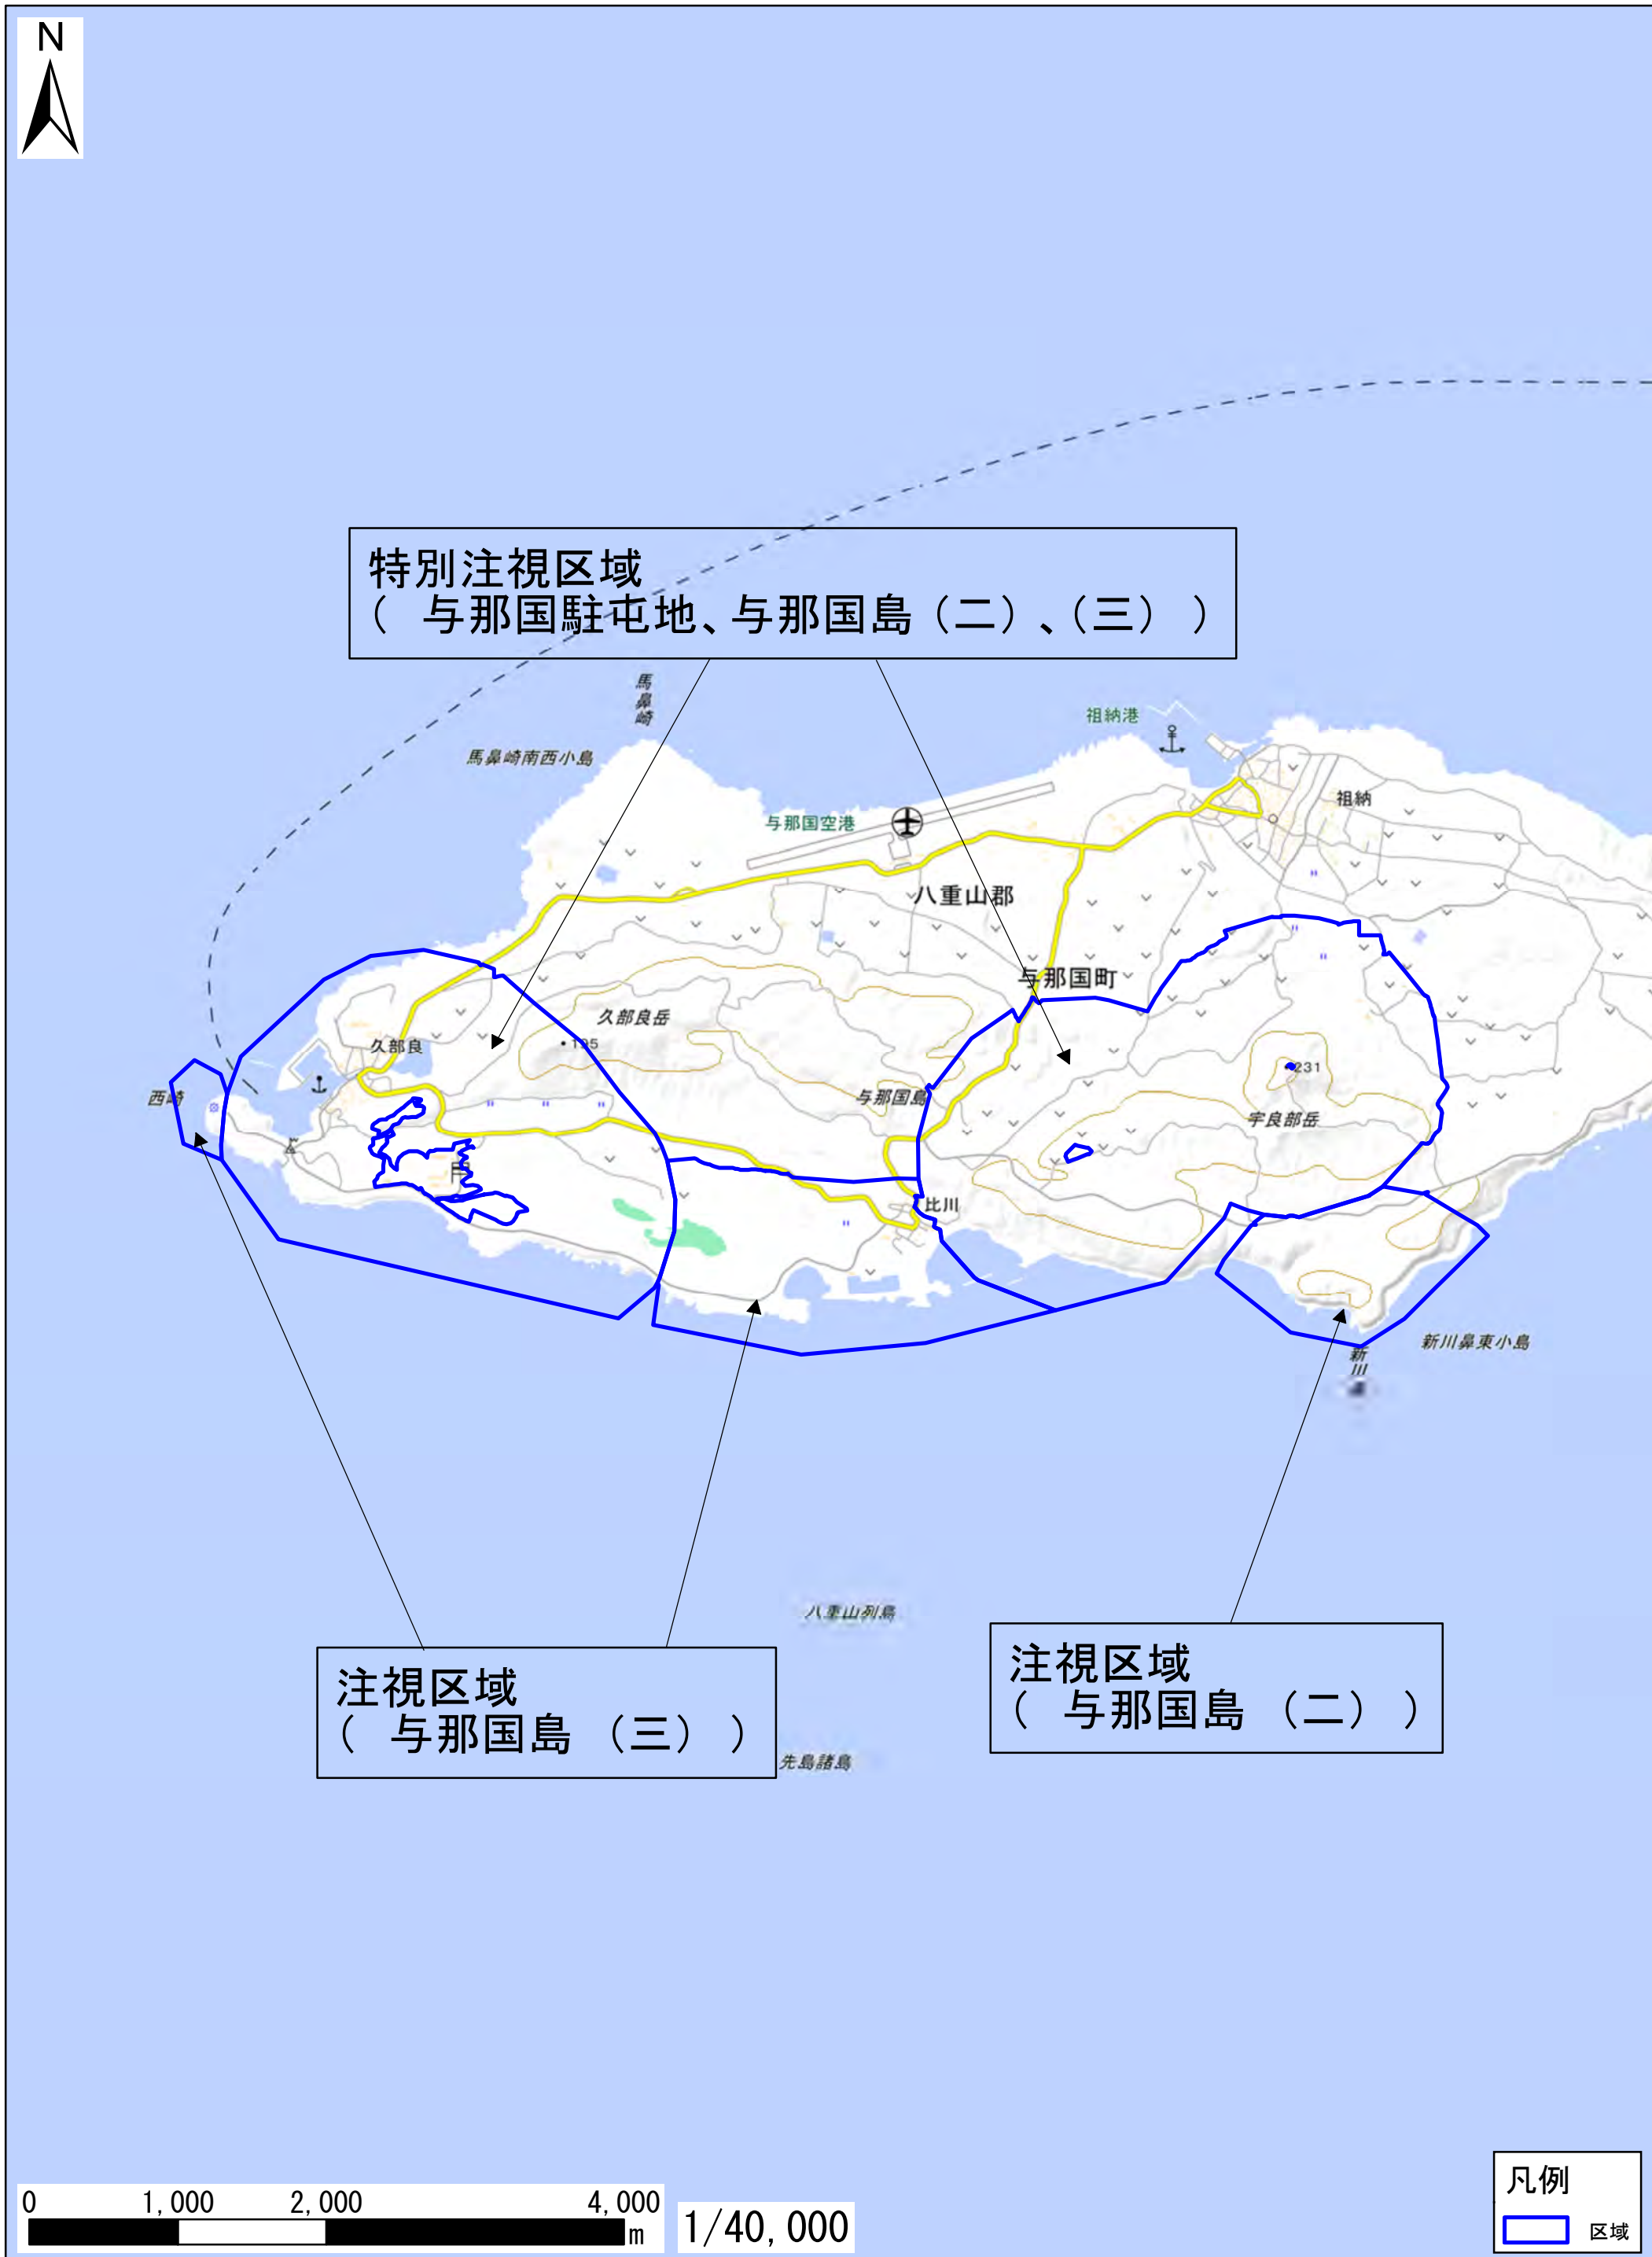 N
特別注視区域
（ 与那国駐屯地、与那国島（二）、（三） ）
馬鼻崎
馬鼻崎南西小島
祖納港
祖納
与那国空港
八重山郡
与那国町
久部良岳
195
久部良
西崎
与那国島
231
宇良部岳
比川
新川鼻東小島
新川
八重山列島
注視区域
（ 与那国島 （三） ）
注視区域
（ 与那国島 （二） ）
先島諸島
0 1,000 2,000 4,000
m
1/40,000
凡例
区域